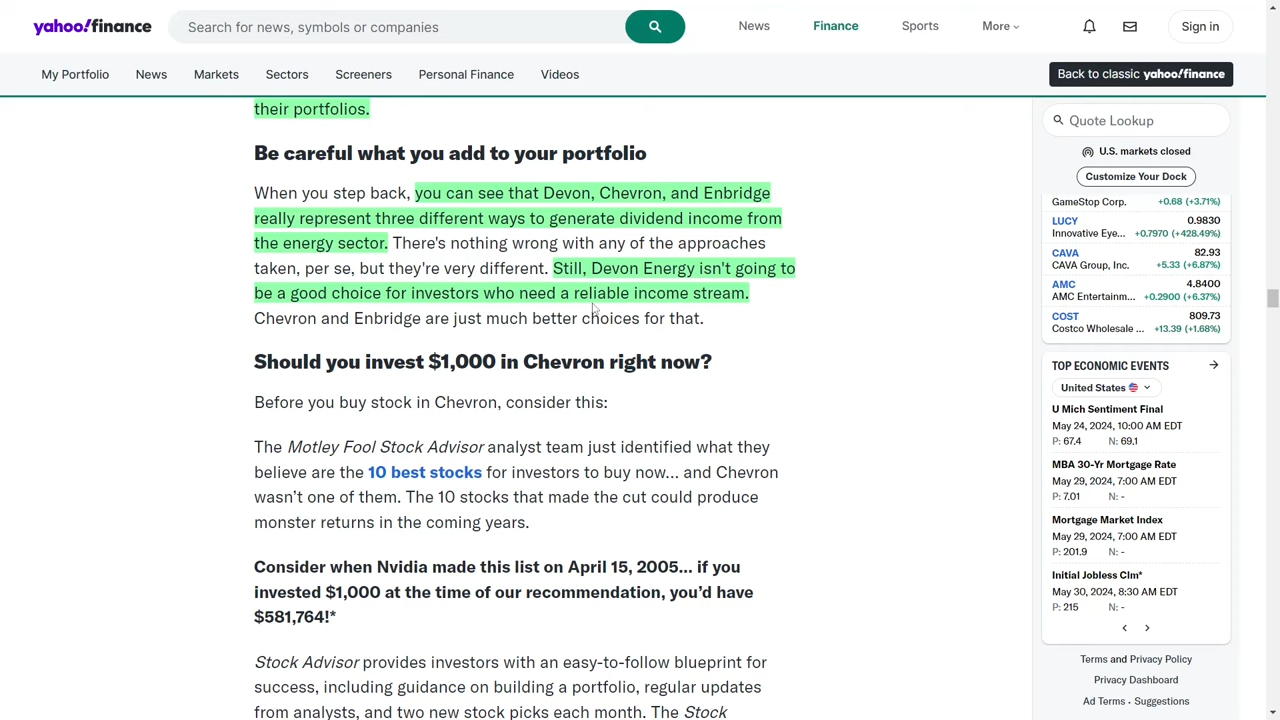 yahoo!finance
Search for news, symbols or companies
News
Finance
Sports
More
Sign in
My Portfolio
News
Markets
Sectors
Screeners
Personal Finance
Videos
Back to classic yahoo!finance
their portfolios.
Be careful what you add to your portfolio
When you step back, you can see that Devon, Chevron, and Enbridge
really represent three different ways to generate dividend income from
the energy sector. There's nothing wrong with any of the approaches
taken, per se, but they're very different. Still, Devon Energy isn't going to
be a good choice for investors who need a reliable income stream.
Chevron and Enbridge are just much better choices for that.
Should you invest $1,000 in Chevron right now?
Before you buy stock in Chevron, consider this:
The Motley Fool Stock Advisor analyst team just identified what they
believe are the 10 best stocks for investors to buy now… and Chevron
wasn’t one of them. The 10 stocks that made the cut could produce
monster returns in the coming years.
Consider when Nvidia made this list on April 15, 2005... if you
invested $1,000 at the time of our recommendation, you’d have
$581,764!*
Stock Advisor provides investors with an easy-to-follow blueprint for
success, including guidance on building a portfolio, regular updates
from analysts, and two new stock picks each month. The Stock
Quote Lookup
U.S. markets closed
Customize Your Dock
GameStop Corp. +0.68 (+3.71%)
LUCY 0.9830
Innovative Eye... +0.7970 (+428.49%)
CAVA 82.93
CAVA Group, Inc. +5.33 (+6.87%)
AMC 4.8400
AMC Entertainm... +0.2900 (+6.37%)
COST 809.73
Costco Wholesale ... +13.39 (+1.68%)
TOP ECONOMIC EVENTS
United States
U Mich Sentiment Final
May 24, 2024, 10:00 AM EDT
P: 67.4 N: 69.1
MBA 30-Yr Mortgage Rate
May 29, 2024, 7:00 AM EDT
P: 7.01 N: -
Mortgage Market Index
May 29, 2024, 7:00 AM EDT
P: 201.9 N: -
Initial Jobless Clm*
May 30, 2024, 8:30 AM EDT
P: 215 N: -
Terms and Privacy Policy
Privacy Dashboard
Ad Terms • Suggestions